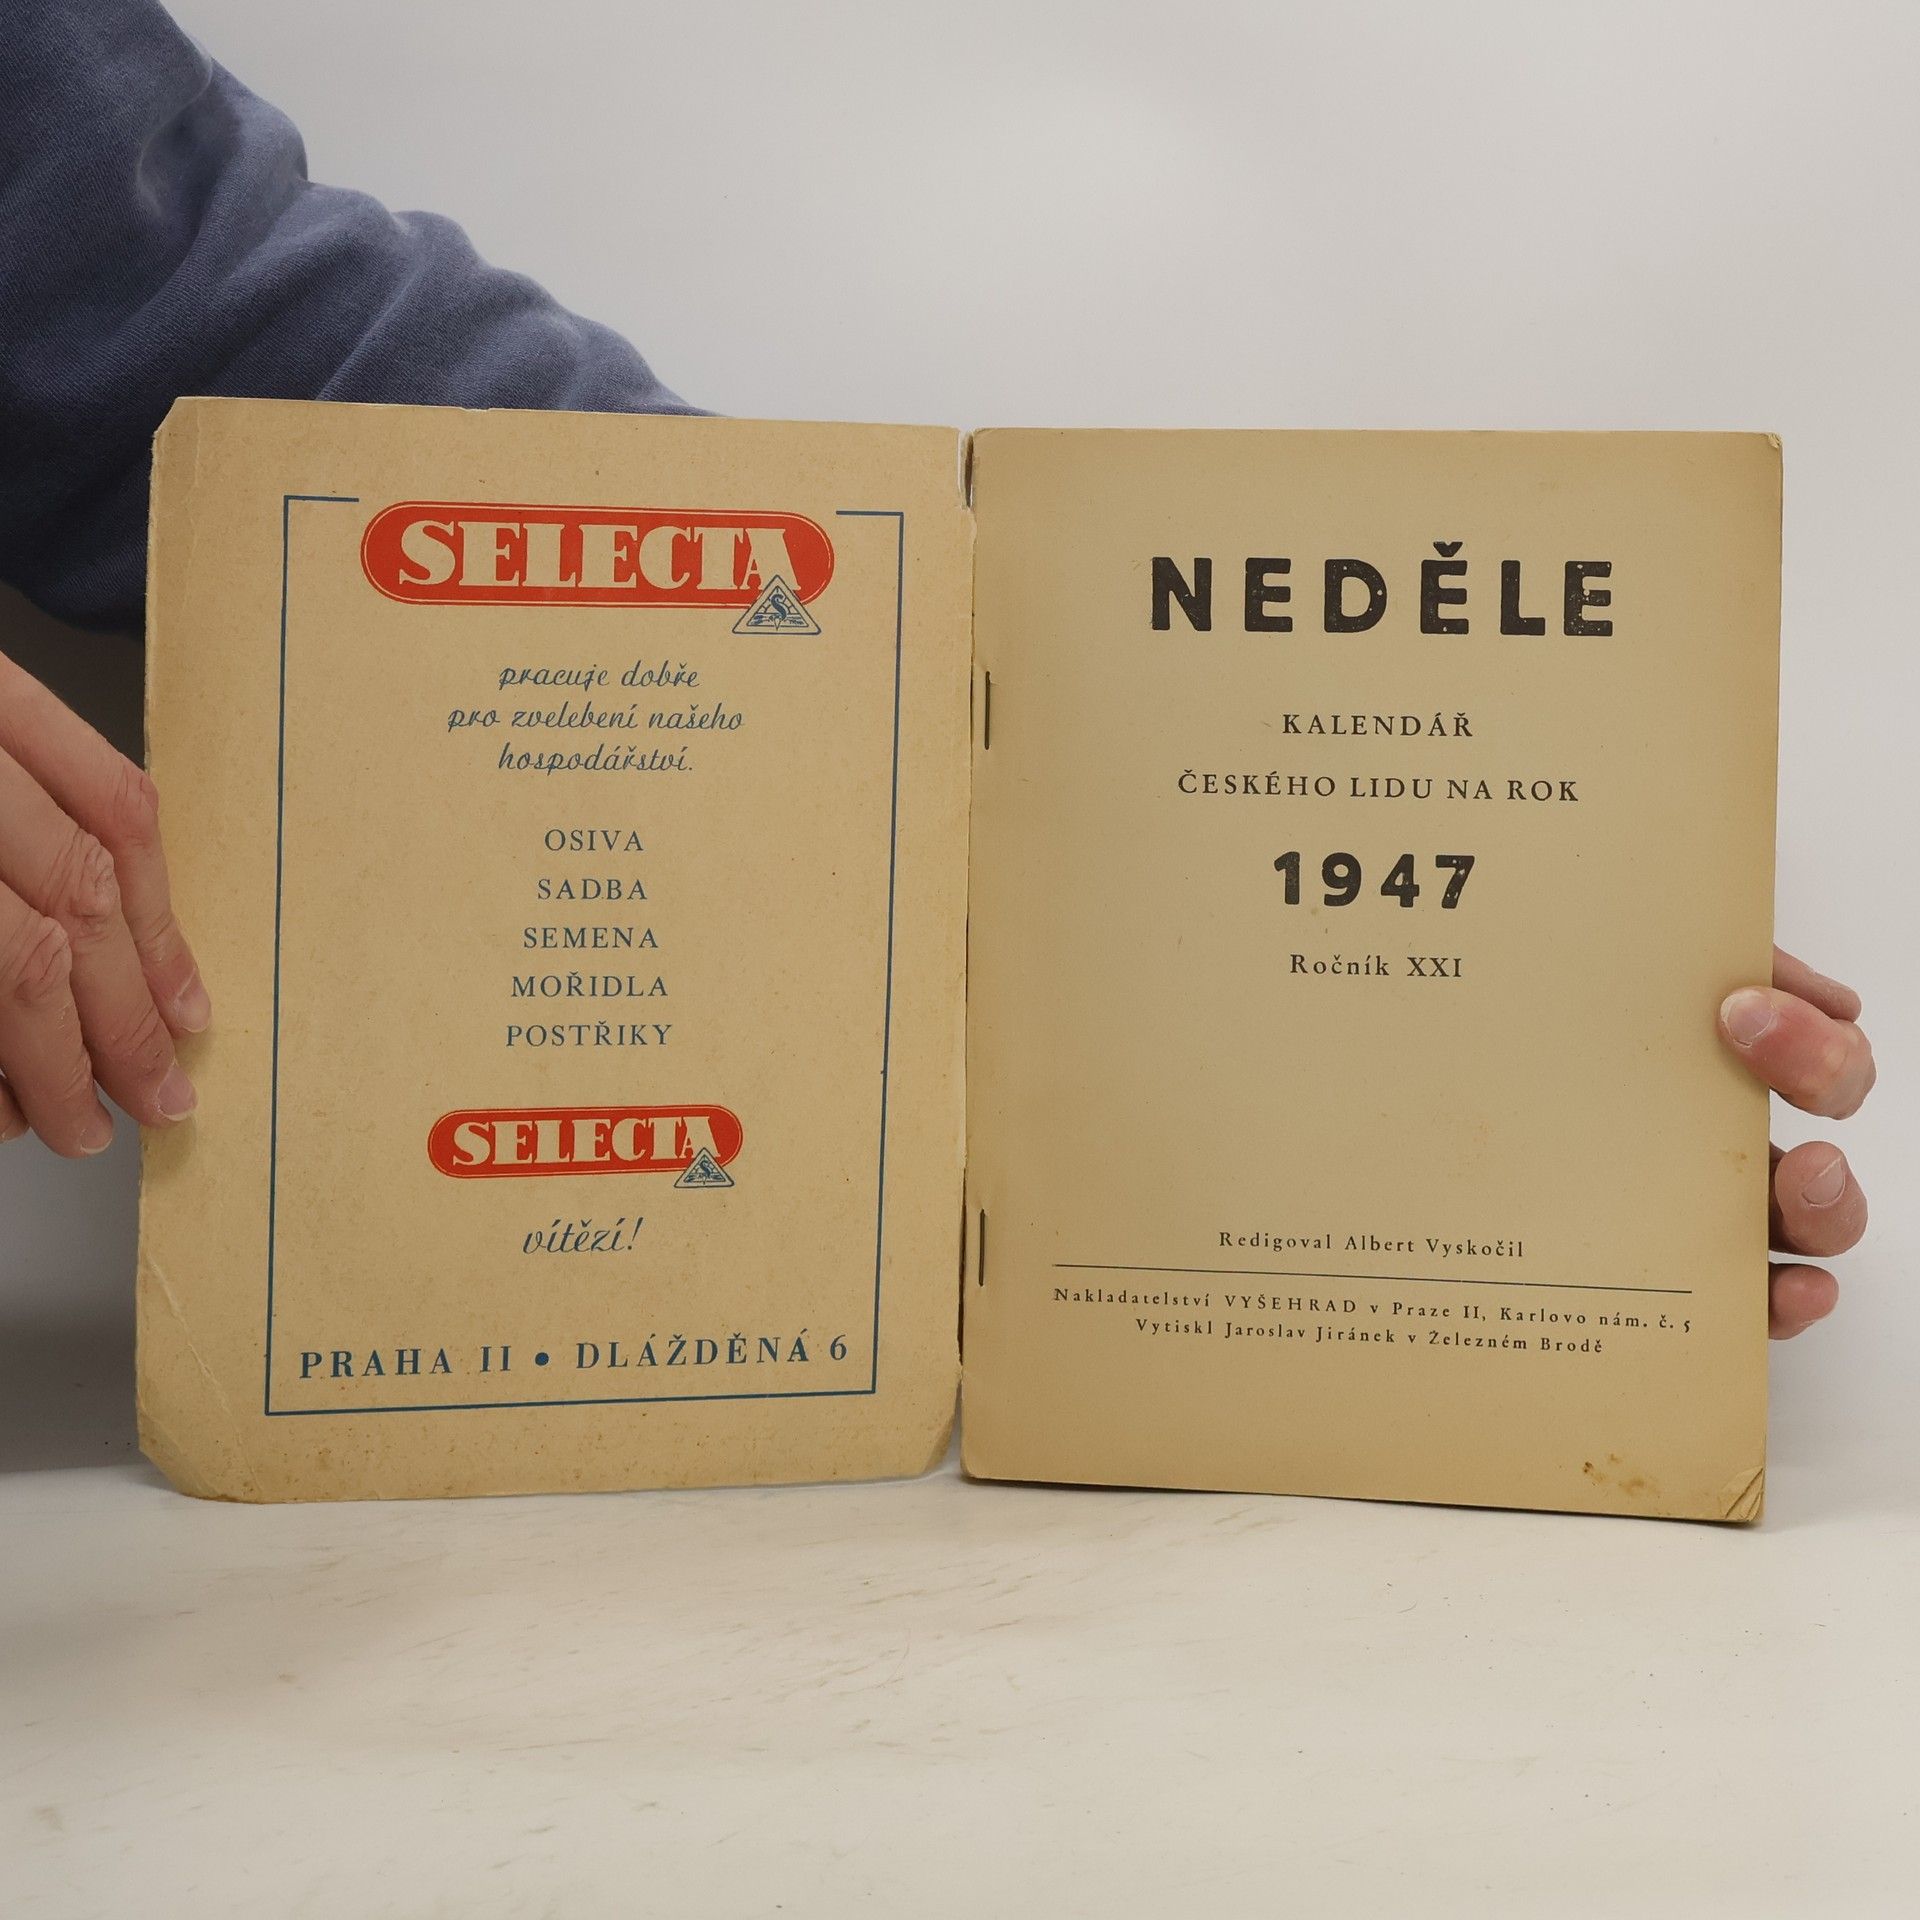 SELECTA
S
pracuje dobře
pro zvelebení našeho
hospodářství.
OSIVA
SADBA
SEMENA
MOŘIDLA
POSTŘIKY
SELECTA
S
vítězí!
PRAHA II • DLÁŽDĚNÁ 6
NEDĚLE
KALENDÁŘ
ČESKÉHO LIDU NA ROK
1947
Ročník XXI
Redigoval Albert Vyskočil
Nakladatelství VYŠEHRAD v Praze II, Karlovo nám. č. 5
Vytiskl Jaroslav Jiránek v Železném Brodě